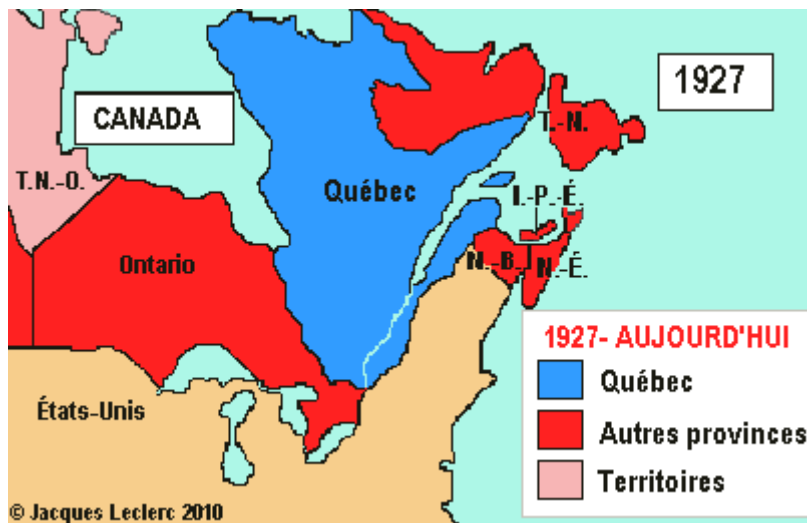 CANADA
1927
T.-N.
T.N.-O.
Québec
I.-P.-É.
Ontario
N.-B.
N.-É.
1927- AUJOURD'HUI
Québec
Autres provinces
Territoires
États-Unis
© Jacques Leclerc 2010